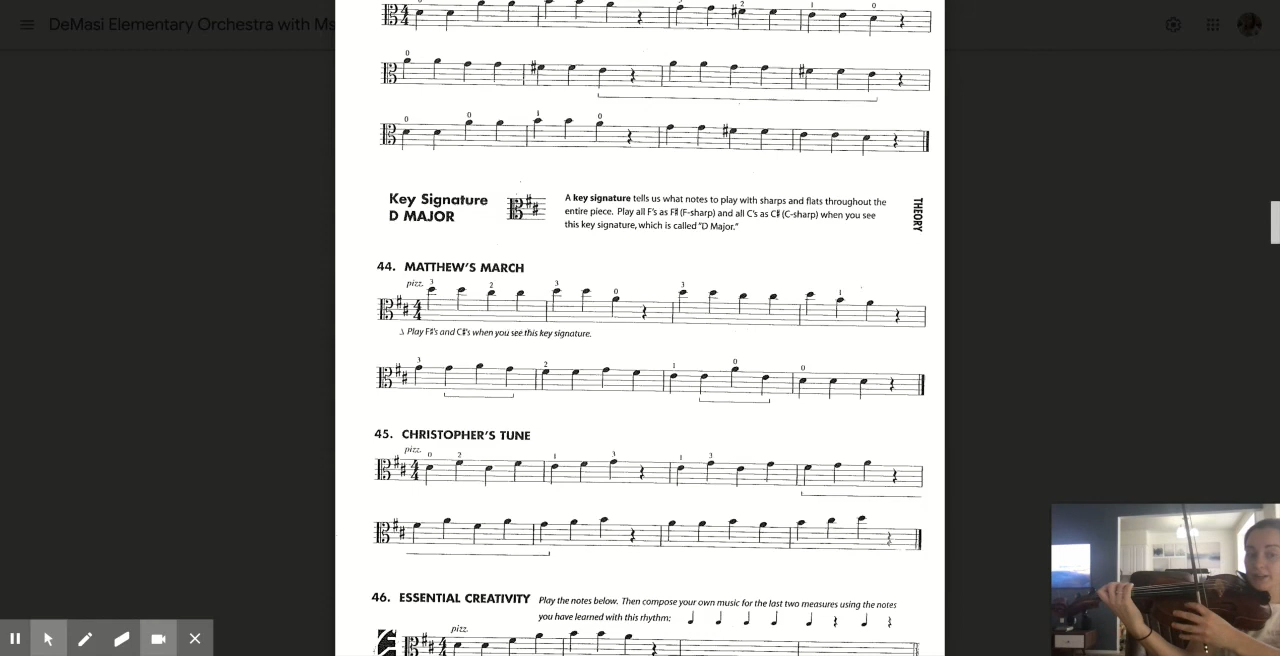 DeMasi Elementary Orchestra with Ms
Key Signature
D MAJOR
A key signature tells us what notes to play with sharps and flats throughout the
entire piece. Play all F's as F# (F-sharp) and all C's as C# (C-sharp) when you see
this key signature, which is called "D Major."
THEORY
44. MATTHEW'S MARCH
pizz.
Play F#'s and C#'s when you see this key signature.
45. CHRISTOPHER'S TUNE
pizz.
46. ESSENTIAL CREATIVITY Play the notes below. Then compose your own music for the last two measures using the notes
you have learned with this rhythm:
pizz.